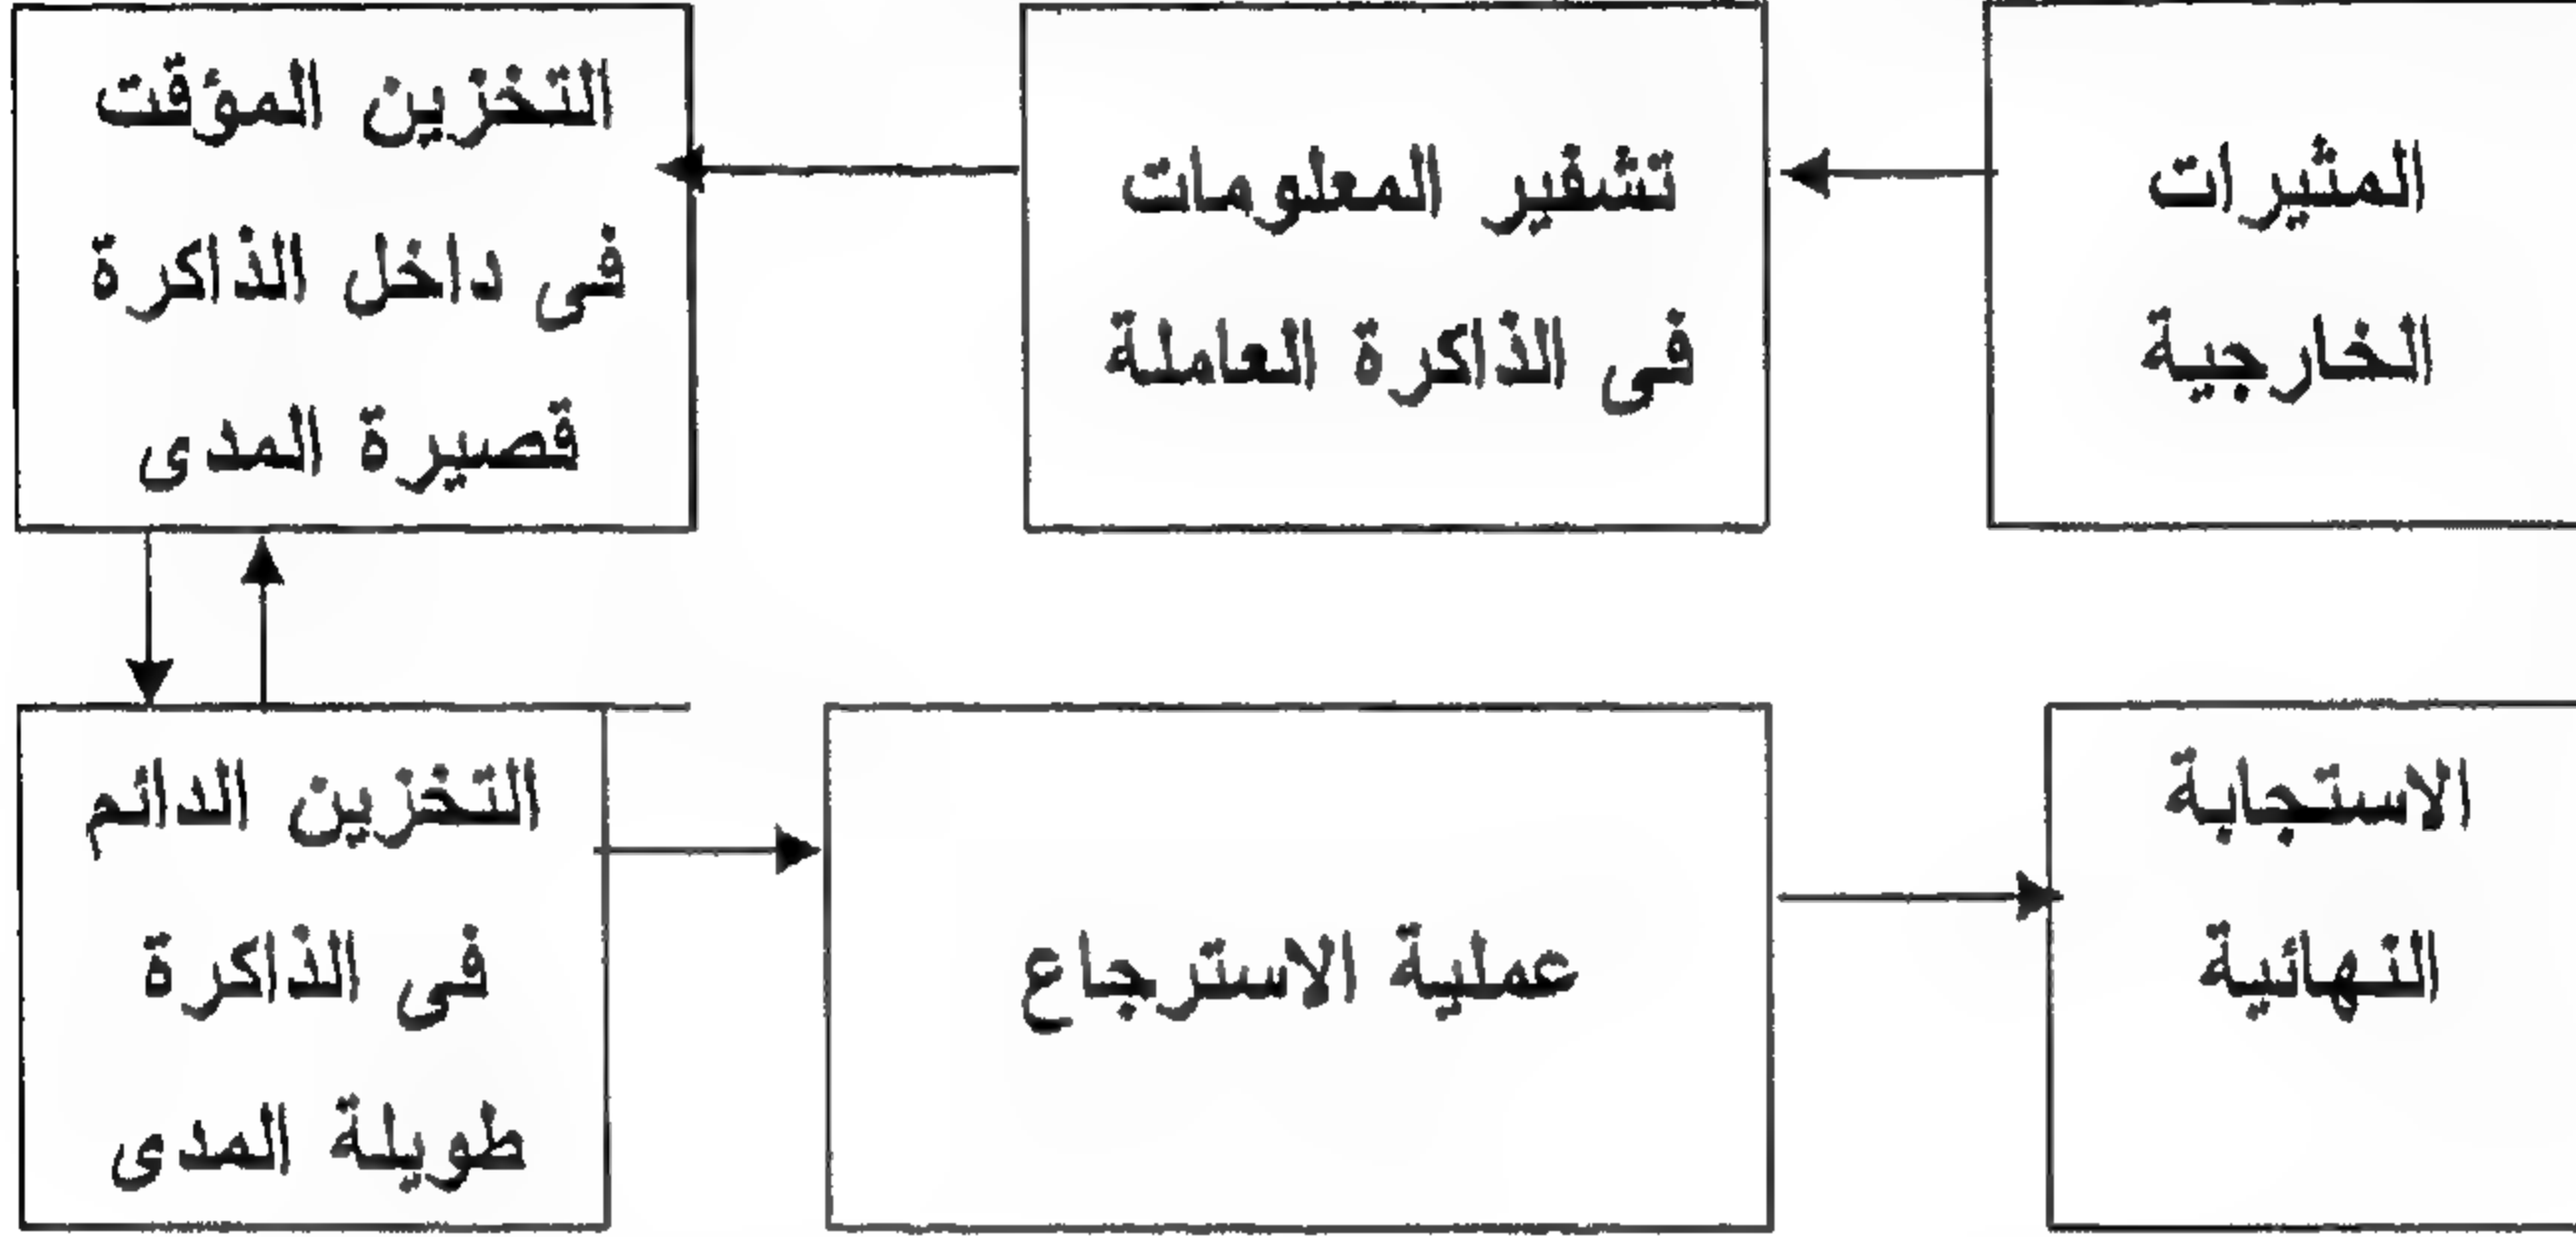 المثيرات
الخارجية
تشفير المعلومات
فى الذاكرة العاملة
التخزين المؤقت
فى داخل الذاكرة
قصيرة المدى
التخزين الدائم
فى الذاكرة
طويلة المدى
عملية الاسترجاع
الاستجابة
النهائية